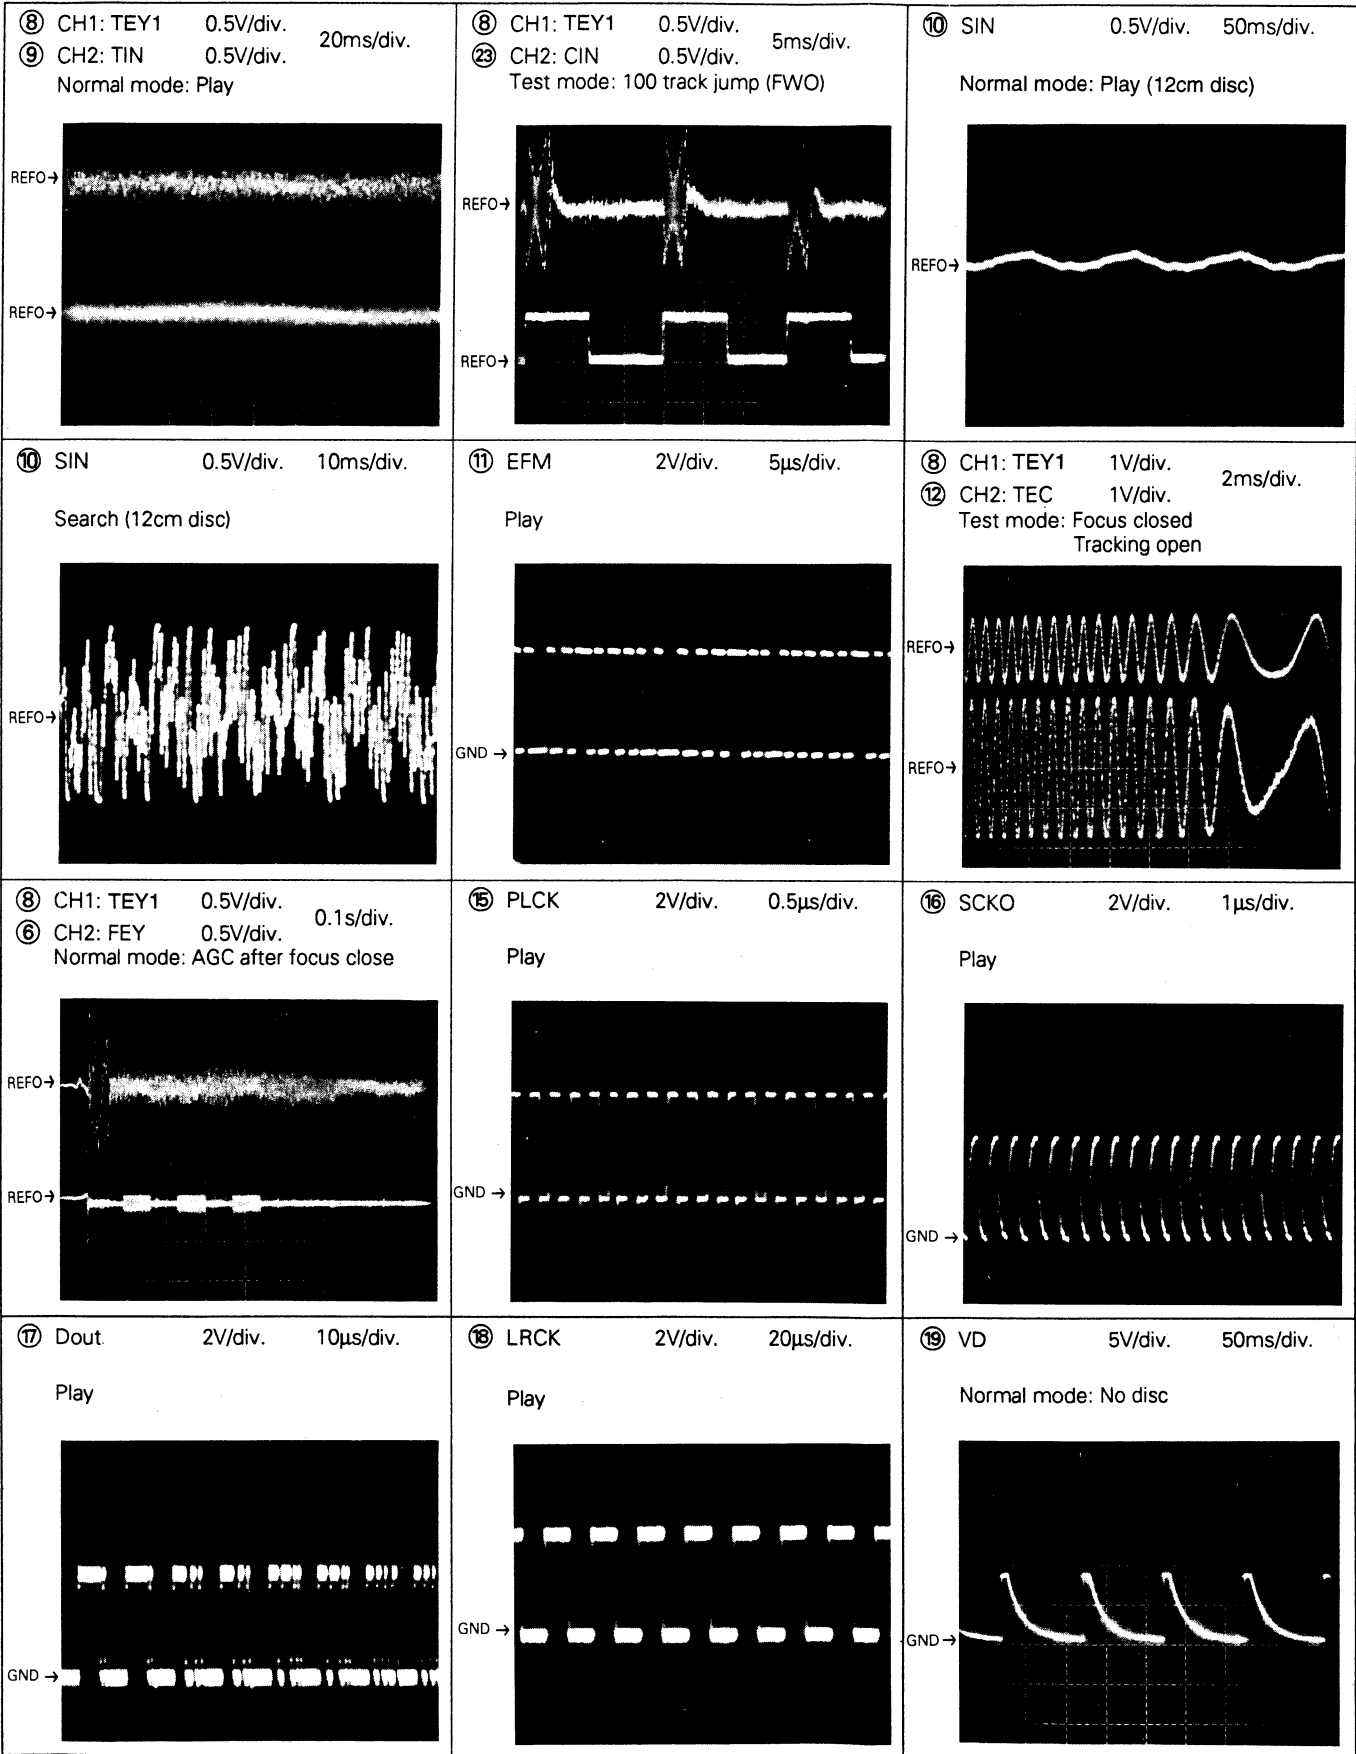 ⑧ CH1: TEY1 0.5V/div. 20ms/div.
⑨ CH2: TIN 0.5V/div.
Normal mode: Play
REFO→
REFO→
⑧ CH1: TEY1 0.5V/div. 5ms/div.
㉓ CH2: CIN 0.5V/div.
Test mode: 100 track jump (FWO)
REFO→
REFO→
⑩ SIN 0.5V/div. 50ms/div.
Normal mode: Play (12cm disc)
REFO→
⑩ SIN 0.5V/div. 10ms/div.
Search (12cm disc)
REFO→
⑪ EFM 2V/div. 5µs/div.
Play
GND →
⑧ CH1: TEY1 1V/div. 2ms/div.
⑫ CH2: TEC 1V/div.
Test mode: Focus closed
Tracking open
REFO→
REFO→
⑧ CH1: TEY1 0.5V/div. 0.1s/div.
⑥ CH2: FEY 0.5V/div.
Normal mode: AGC after focus close
REFO→
REFO→
⑮ PLCK 2V/div. 0.5µs/div.
Play
GND →
⑯ SCKO 2V/div. 1µs/div.
Play
GND →
⑰ Dout 2V/div. 10µs/div.
Play
GND →
⑱ LRCK 2V/div. 20µs/div.
Play
GND →
⑲ VD 5V/div. 50ms/div.
Normal mode: No disc
GND→